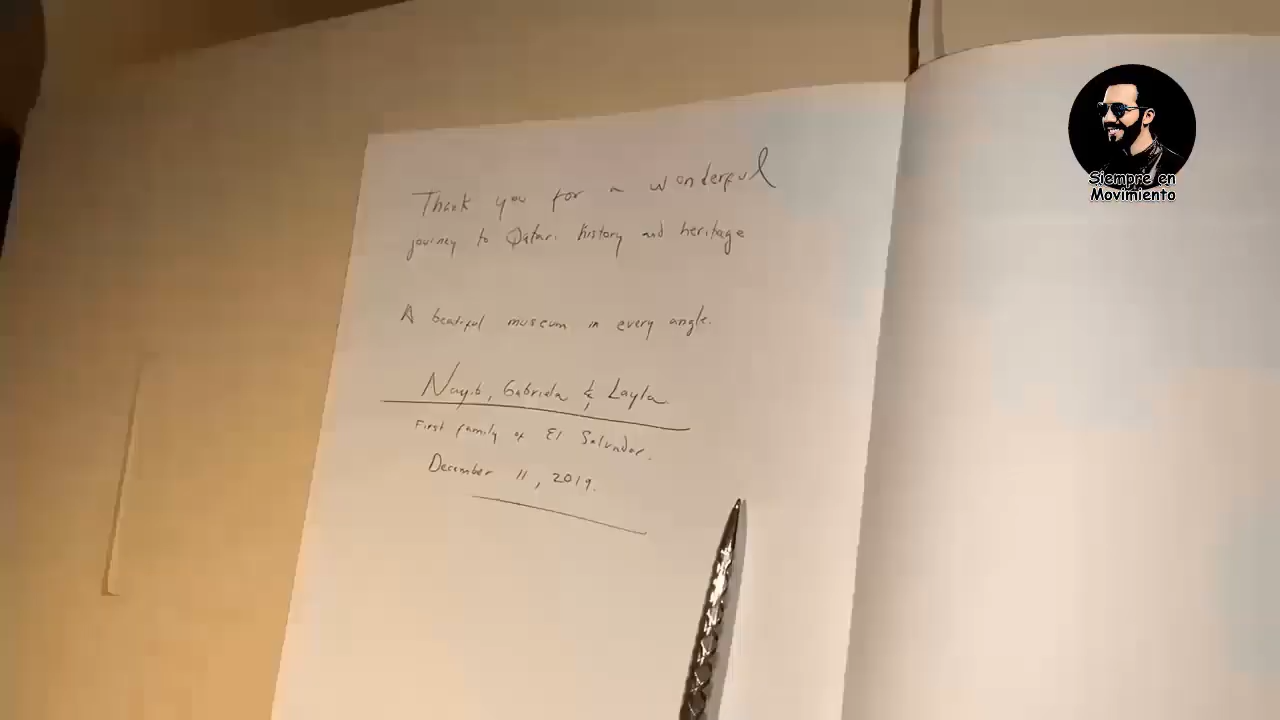 Thank you for a wonderful
journey to Qatari history and heritage
A beatiful museum in every angle.
Nayib, Gabriela & Layla.
First family of El Salvador.
December 11, 2019.
Siempre en
Movimiento